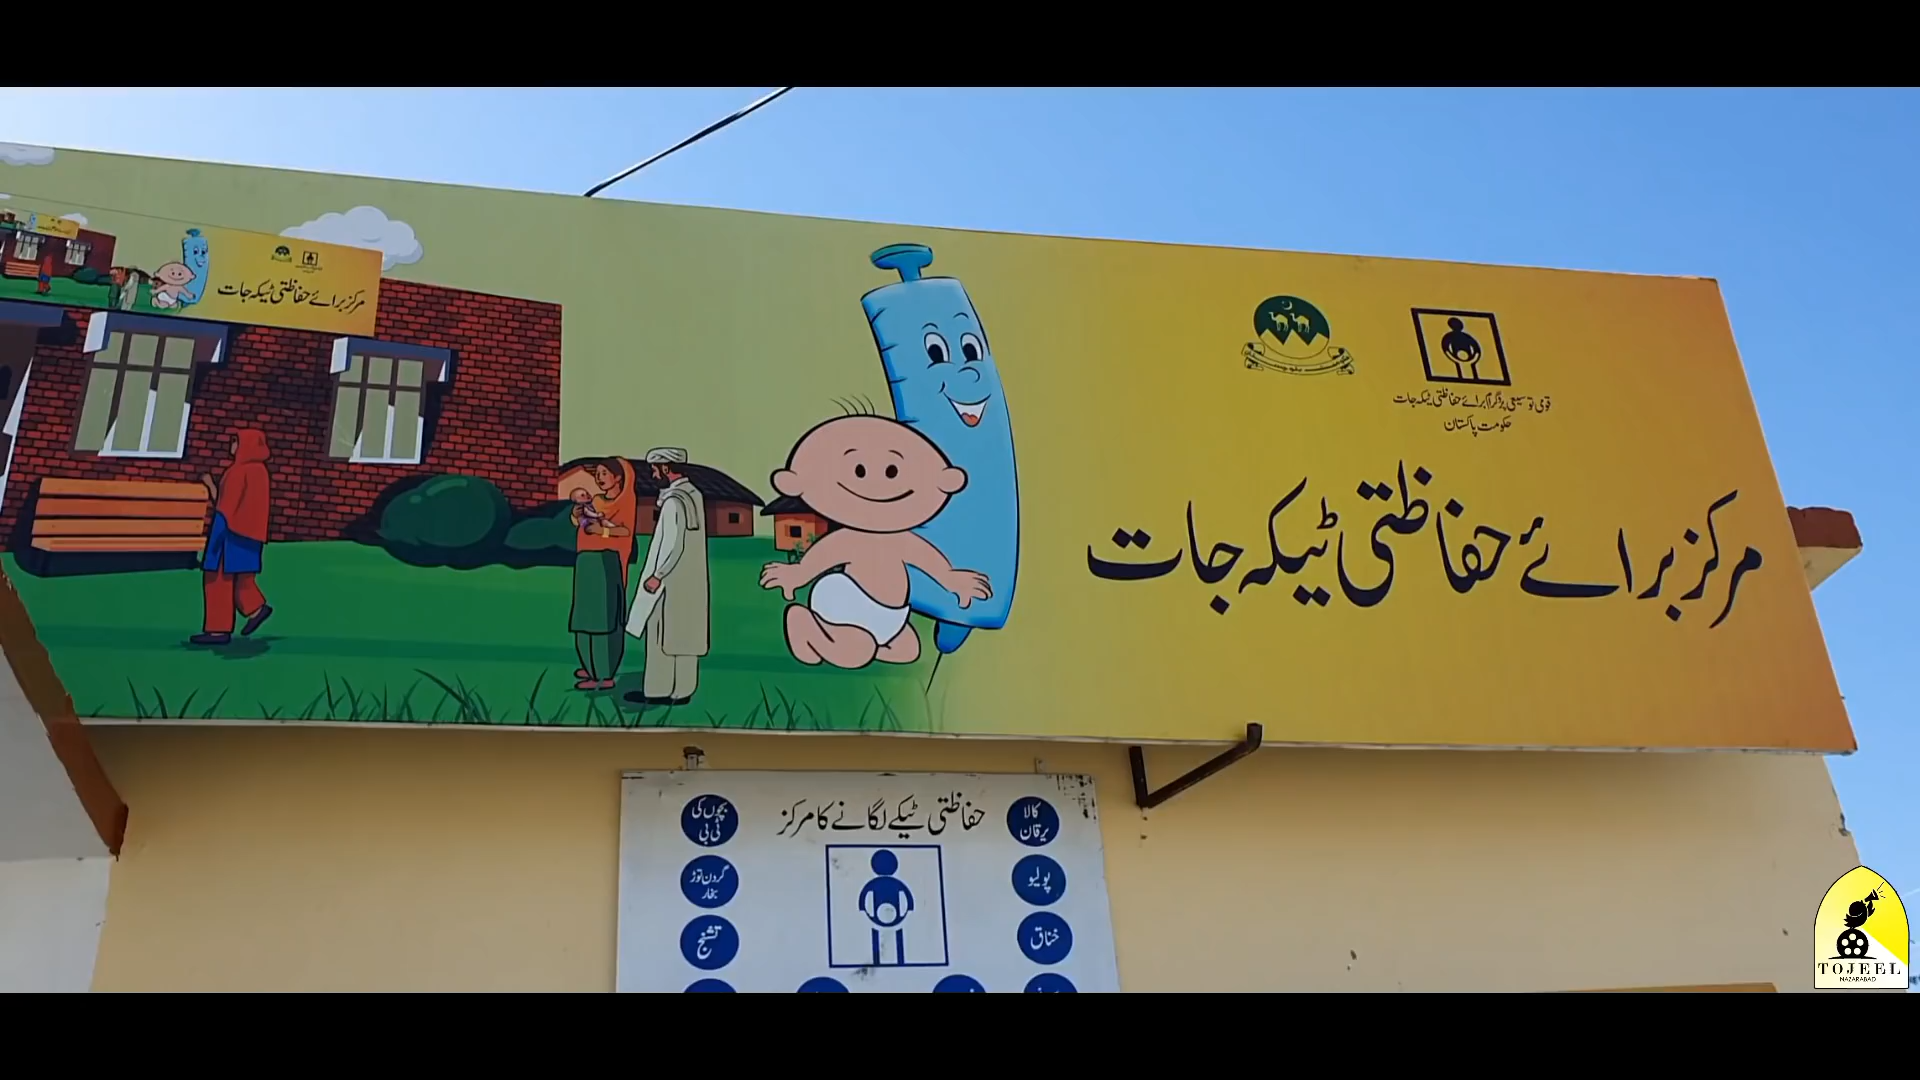 مرکز برائے حفاظتی ٹیکہ جات
قومی توسیعی پروگرام برائے حفاظتی ٹیکہ جات
حکومت پاکستان
مرکز برائے حفاظتی ٹیکہ جات
حفاظتی ٹیکے لگانے کا مرکز
کالا یرقان
پولیو
خناق
بچوں کی ٹی بی
گردن توڑ بخار
تشنج
TOJEEL
NAZARABAD